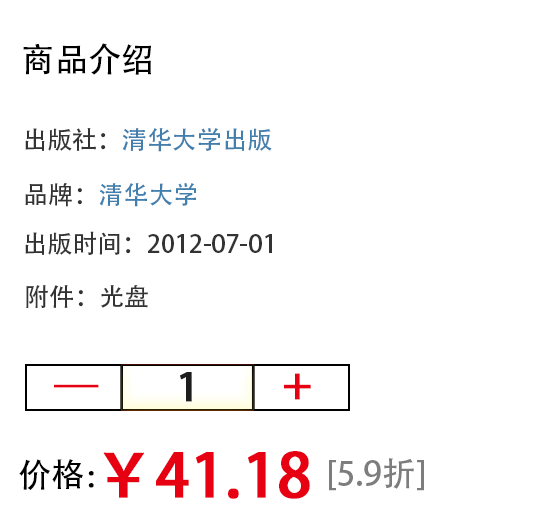 商品介绍
出版社：清华大学出版
品牌：清华大学
出版时间：2012-07-01
附件：光盘
— 1 +
价格:￥41.18 [5.9折]